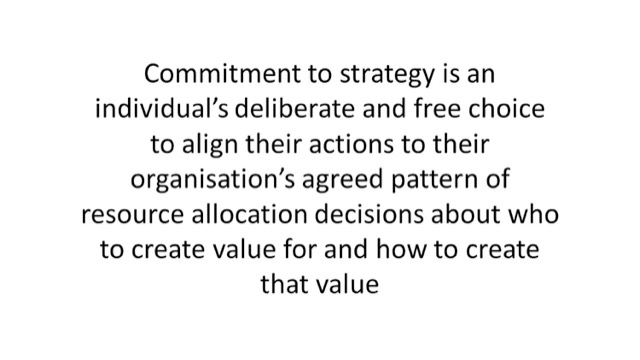 Commitment to strategy is an
individual’s deliberate and free choice
to align their actions to their
organisation’s agreed pattern of
resource allocation decisions about who
to create value for and how to create
that value